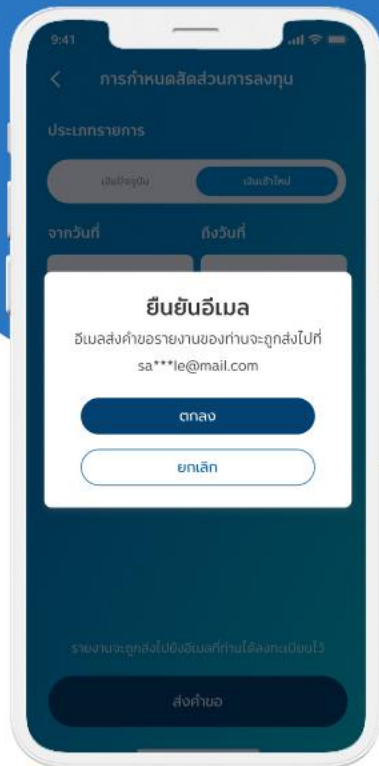 9:41
การกำหนดสัดส่วนการลงทุน
ประเภทรายการ
เงินปัจจุบัน
เงินเข้าใหม่
จากวันที่
ถึงวันที่
ยืนยันอีเมล
อีเมลส่งคำขอรายงานของท่านจะถูกส่งไปที่
sa***le@mail.com
ตกลง
ยกเลิก
รายงานจะถูกส่งไปยังอีเมลที่ท่านได้ลงทะเบียนไว้
ส่งคำขอ